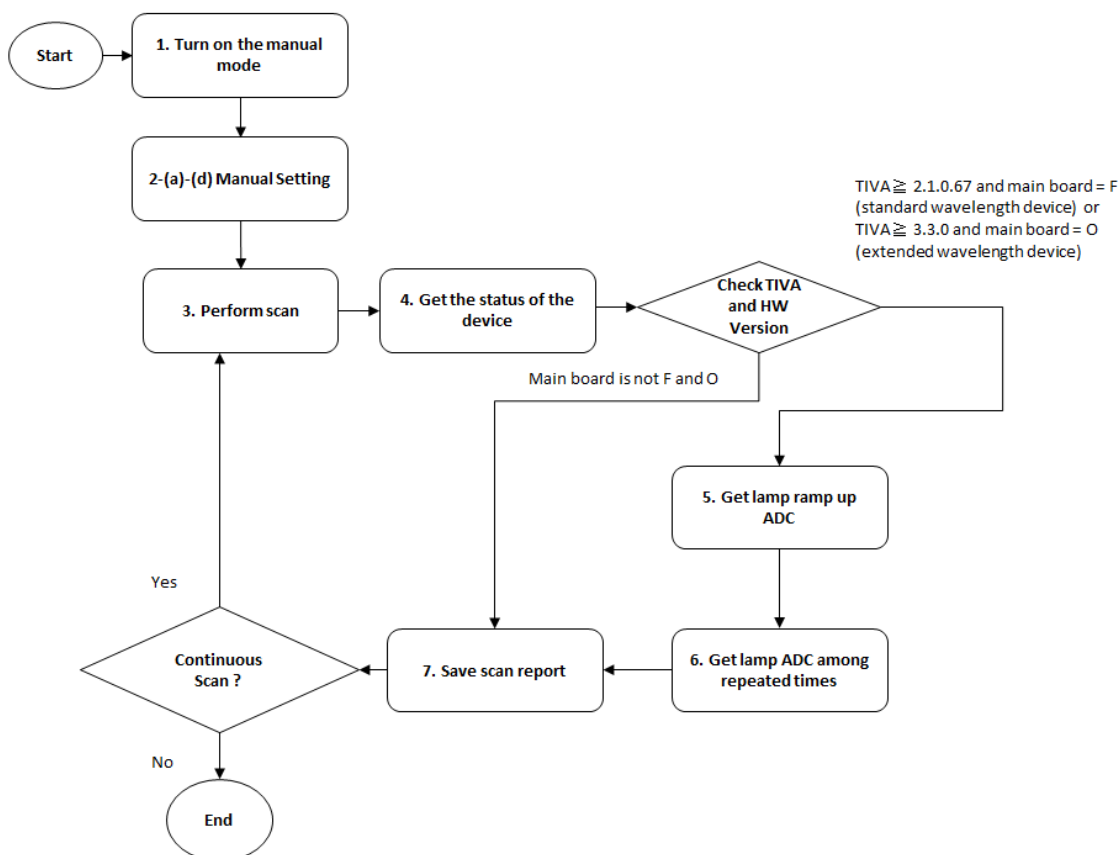 Start
1. Turn on the manual
mode
2-(a)-(d) Manual Setting
TIVA≧ 2.1.0.67 and main board = F
(standard wavelength device) or
TIVA≧ 3.3.0 and main board = O
(extended wavelength device)
3. Perform scan
4. Get the status of the
device
Check TIVA
and HW
Version
Main board is not F and O
5. Get lamp ramp up
ADC
Yes
Continuous
Scan ?
7. Save scan report
6. Get lamp ADC among
repeated times
No
End